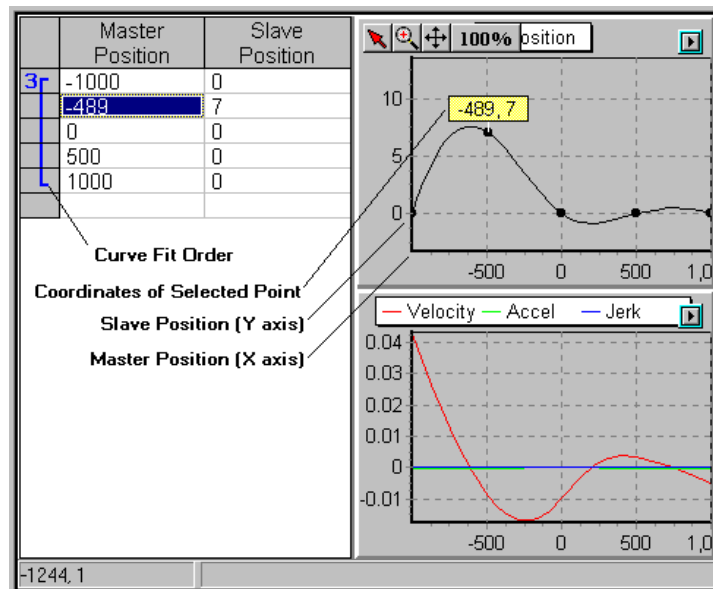 Master Position
Slave Position
3
-1000 0
-489 7
0 0
500 0
1000 0
Curve Fit Order
Coordinates of Selected Point
Slave Position (Y axis)
Master Position (X axis)
-1244, 1
100% osition
10
5
0
-489, 7
-500 0 500 1,0
Velocity Accel Jerk
0.04
0.03
0.02
0.01
0
-0.01
-500 0 500 1,0